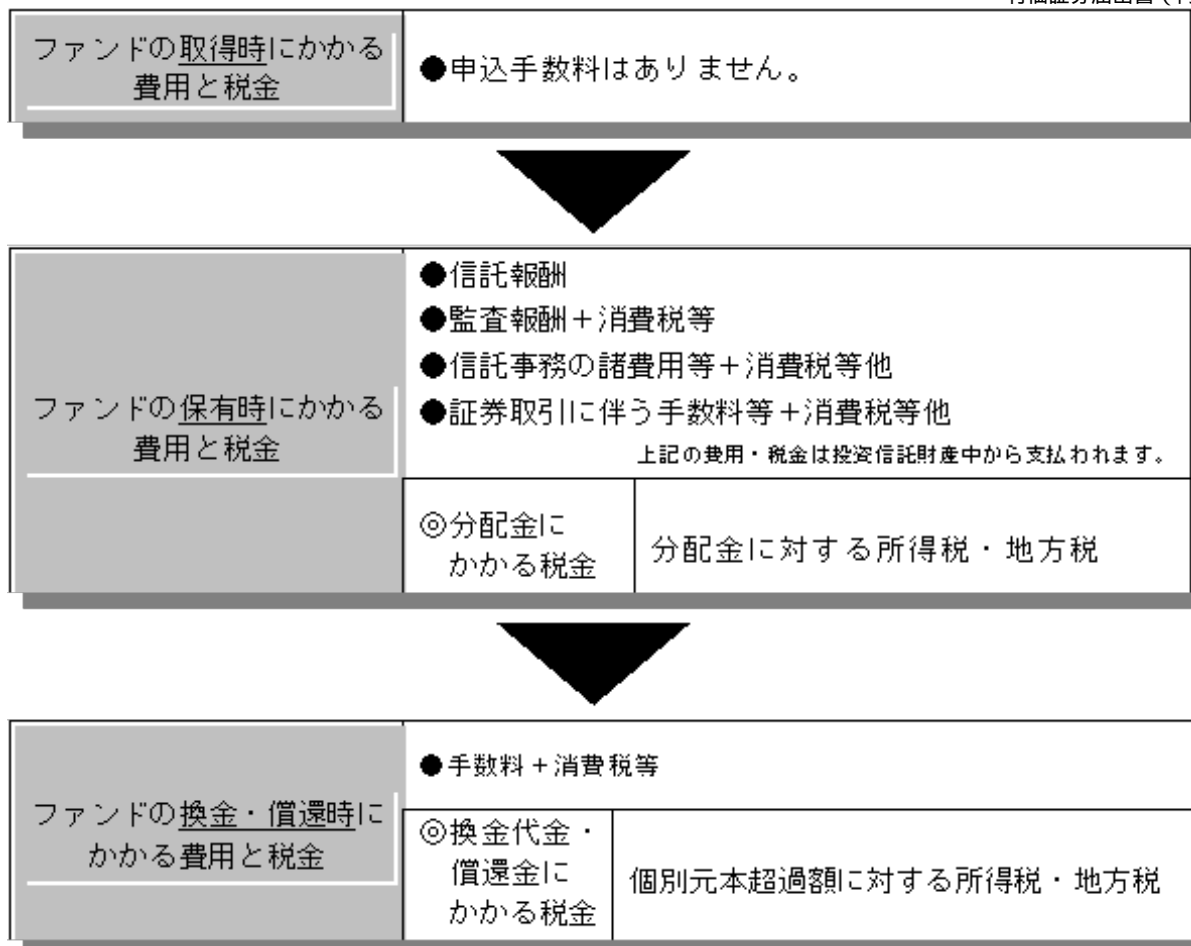 ファンドの取得時にかかる
費用と税金
●申込手数料はありません。
●信託報酬
●監査報酬＋消費税等
●信託事務の諸費用等＋消費税等他
●証券取引に伴う手数料等＋消費税等他
上記の費用・税金は投資信託財産中から支払われます。
ファンドの保有時にかかる
費用と税金
◎分配金に
かかる税金
分配金に対する所得税・地方税
●手数料＋消費税等
ファンドの換金・償還時に
かかる費用と税金
◎換金代金・
償還金に
かかる税金
個別元本超過額に対する所得税・地方税